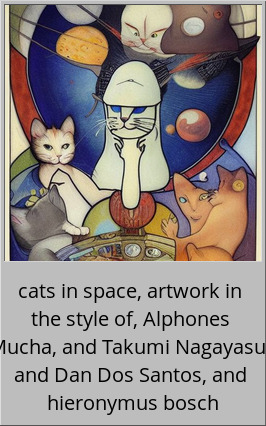 cats in space, artwork in
the style of, Alphones
Mucha, and Takumi Nagayasu
and Dan Dos Santos, and
hieronymus bosch